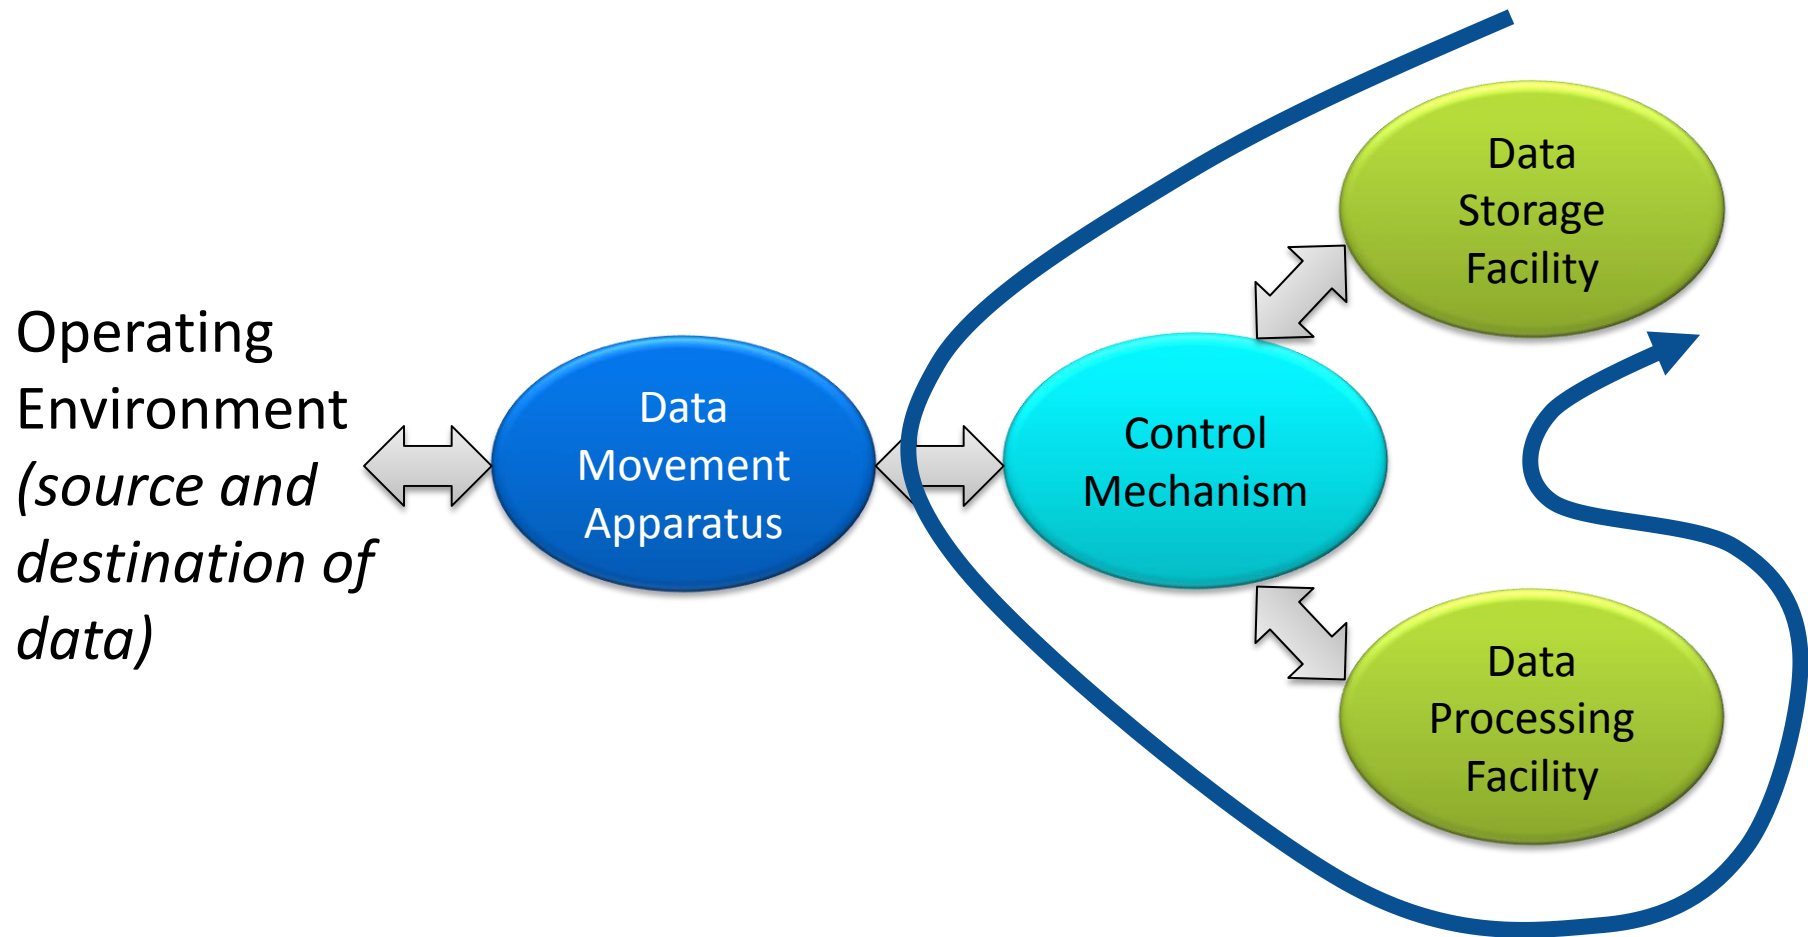 Operating
Environment
(source and
destination of
data)
Data
Movement
Apparatus
Control
Mechanism
Data
Storage
Facility
Data
Processing
Facility